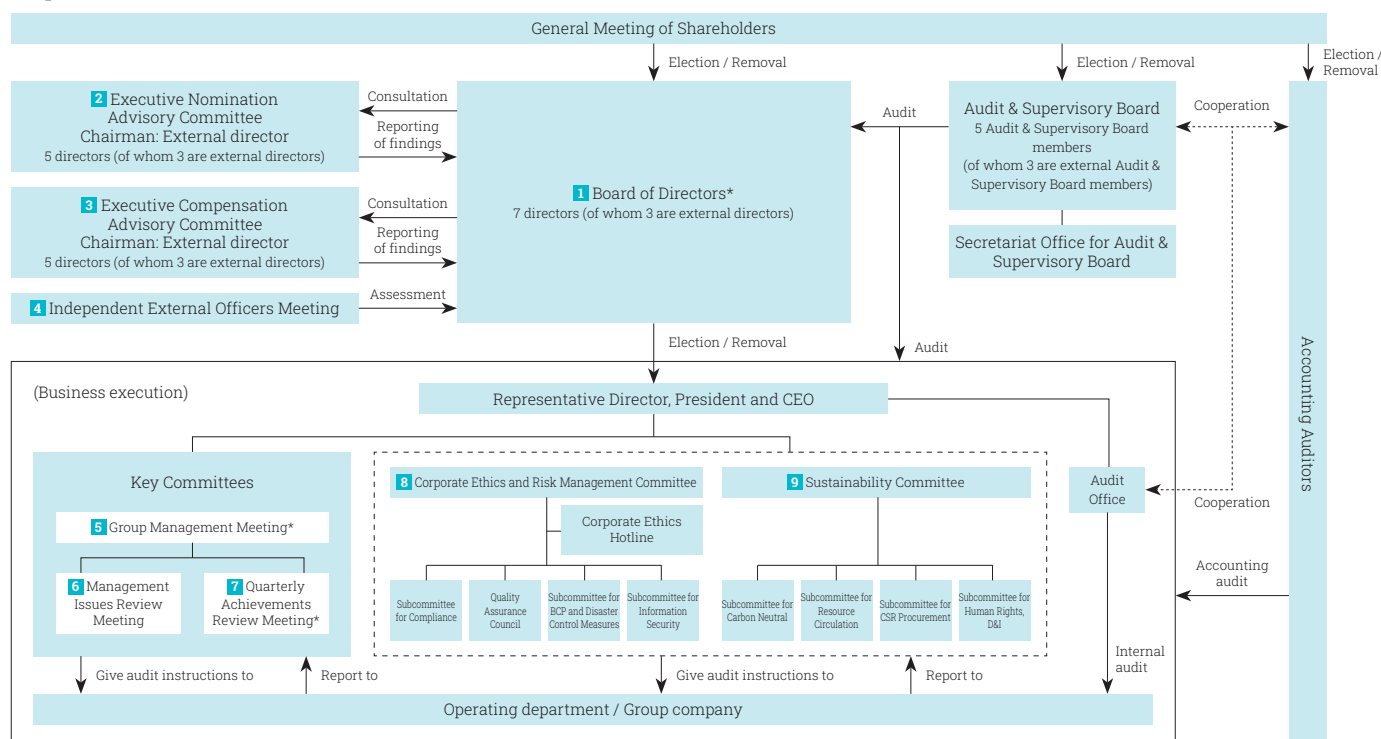 General Meeting of Shareholders
Election / Removal
Election / Removal
Election /
Removal
2 Executive Nomination
Advisory Committee
Chairman: External director
5 directors (of whom 3 are external directors)
Consultation
Reporting
of findings
3 Executive Compensation
Advisory Committee
Chairman: External director
5 directors (of whom 3 are external directors)
Consultation
Reporting
of findings
4 Independent External Officers Meeting
Assessment
1 Board of Directors*
7 directors (of whom 3 are external directors)
Audit
Audit & Supervisory Board
5 Audit & Supervisory Board
members
(of whom 3 are external Audit &
Supervisory Board members)
Secretariat Office for Audit &
Supervisory Board
Cooperation
Accounting Auditors
Election / Removal
Audit
(Business execution)
Representative Director, President and CEO
Key Committees
5 Group Management Meeting*
6 Management
Issues Review
Meeting
7 Quarterly
Achievements
Review Meeting*
8 Corporate Ethics and Risk Management Committee
Corporate Ethics
Hotline
Subcommittee
for Compliance
Quality
Assurance
Council
Subcommittee for
BCP and Disaster
Control Measures
Subcommittee for
Information
Security
9 Sustainability Committee
Subcommittee for
Carbon Neutral
Subcommittee for
Resource
Circulation
Subcommittee for
CSR Procurement
Subcommittee for
Human Rights,
D&I
Audit
Office
Cooperation
Accounting
audit
Internal
audit
Give audit instructions to
Report to
Give audit instructions to
Report to
Operating department / Group company